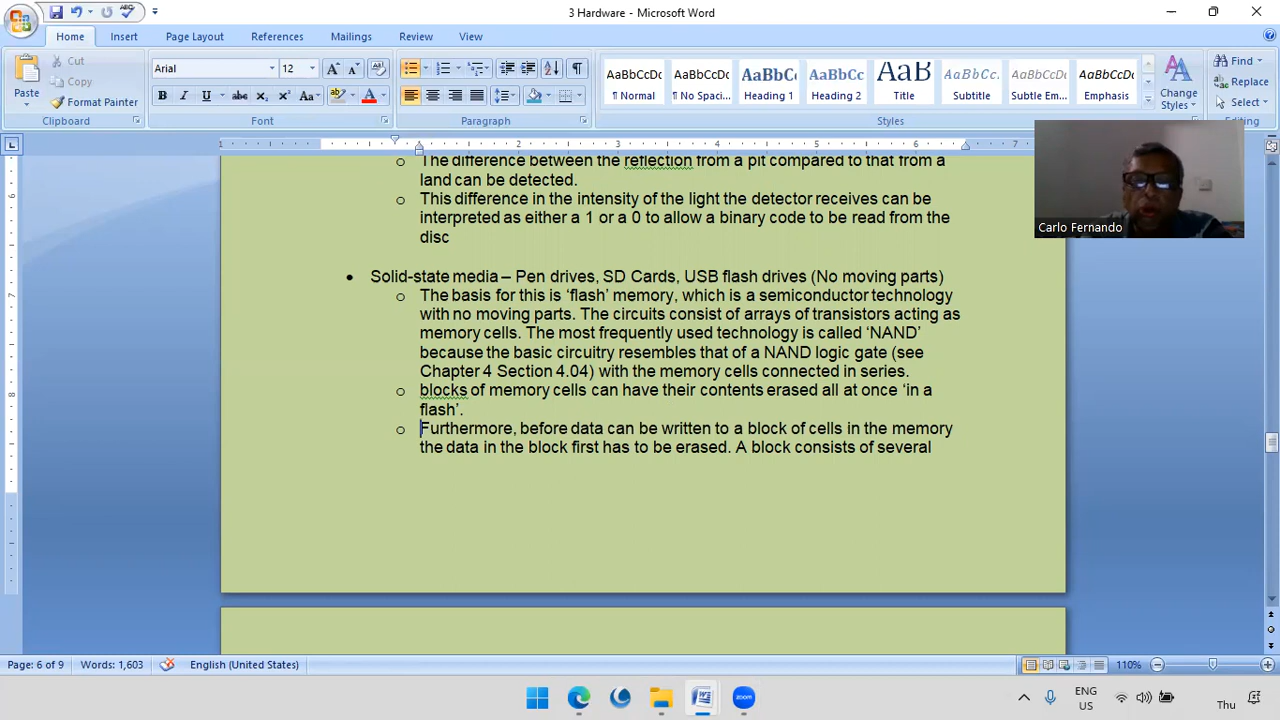 3 Hardware - Microsoft Word
Home Insert Page Layout References Mailings Review View
Paste
Cut
Copy
Format Painter
Clipboard
Arial 12
Font
Paragraph
AaBbCcDc AaBbCcDc AaBbCc AaBbCc AaB AaBbCc. AaBbCcDc AaBbCcDc
¶ Normal ¶ No Spaci... Heading 1 Heading 2 Title Subtitle Subtle Em... Emphasis
Change Styles
Styles
Find
Replace
Select
Editing
Carlo Fernando
The difference between the reflection from a pit compared to that from a
land can be detected.
This difference in the intensity of the light the detector receives can be
interpreted as either a 1 or a 0 to allow a binary code to be read from the
disc
Solid-state media – Pen drives, SD Cards, USB flash drives (No moving parts)
The basis for this is ‘flash’ memory, which is a semiconductor technology
with no moving parts. The circuits consist of arrays of transistors acting as
memory cells. The most frequently used technology is called ‘NAND’
because the basic circuitry resembles that of a NAND logic gate (see
Chapter 4 Section 4.04) with the memory cells connected in series.
blocks of memory cells can have their contents erased all at once ‘in a
flash’.
Furthermore, before data can be written to a block of cells in the memory
the data in the block first has to be erased. A block consists of several
Page: 6 of 9 Words: 1,603 English (United States) 110%
zoom
ENG
US
Thu